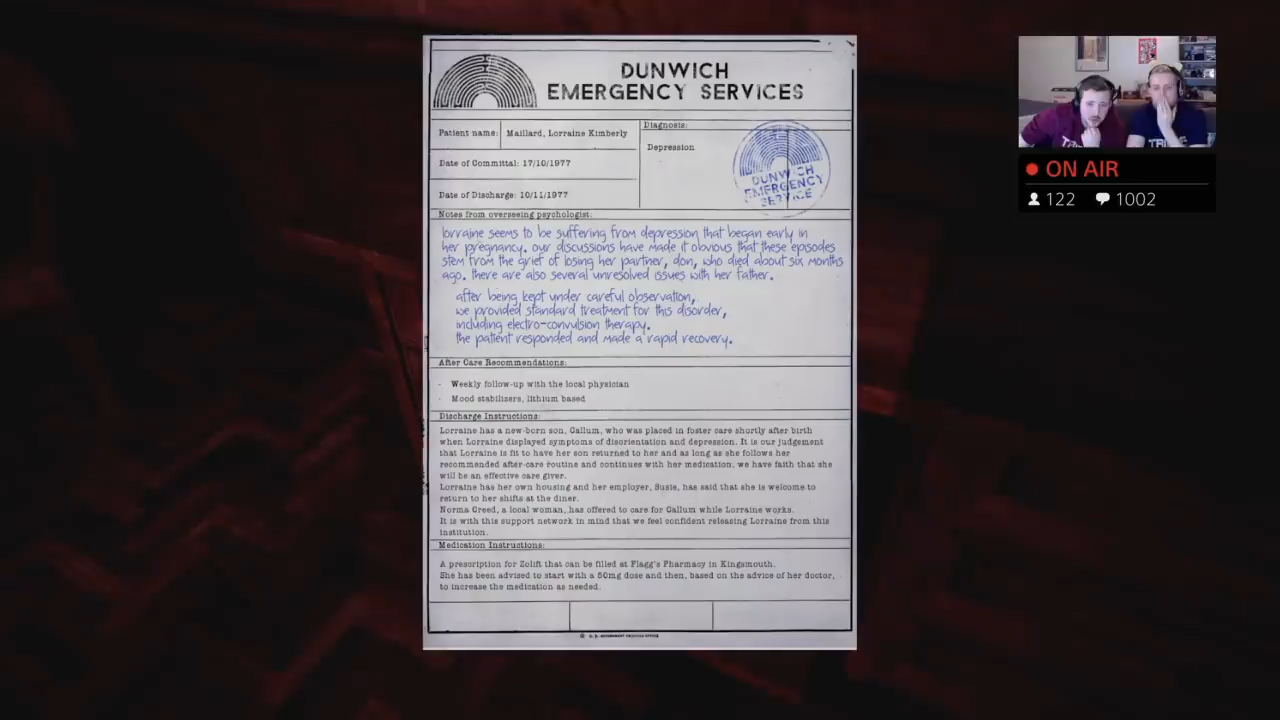 DUNWICH
EMERGENCY SERVICES
Patient name: Maillard, Lorraine Kimberly
Diagnosis:
Depression
Date of Committal: 17/10/1977
Date of Discharge: 10/11/1977
DUNWICH
EMERGENCY
SERVICE
Notes from overseeing psychologist:
lorraine seems to be suffering from depression that began early in
her pregnancy. our discussions have made it obvious that these episodes
stem from the grief of losing her partner, don, who died about six months
ago. there are also several unresolved issues with her father.
after being kept under careful observation,
we provided standard treatment for this disorder,
including electro-convulsion therapy.
the patient responded and made a rapid recovery.
After Care Recommendations:
- Weekly follow-up with the local physician
- Mood stabilizers, lithium based
Discharge Instructions:
Lorraine has a new-born son, Callum, who was placed in foster care shortly after birth
when Lorraine displayed symptoms of disorientation and depression. It is our judgement
that Lorraine is fit to have her son returned to her and as long as she follows her
recommended after-care routine and continues with her medication, we have faith that she
will be an effective care giver.
Lorraine has her own housing and her employer, Susie, has said that she is welcome to
return to her shifts at the diner.
Norma Creed, a local woman, has offered to care for Callum while Lorraine works.
It is with this support network in mind that we feel confident releasing Lorraine from this
institution.
Medication Instructions:
A prescription for Zolift that can be filled at Flagg's Pharmacy in Kingsmouth.
She has been advised to start with a 50mg dose and then, based on the advice of her doctor,
to increase the medication as needed.
ON AIR
122 1002